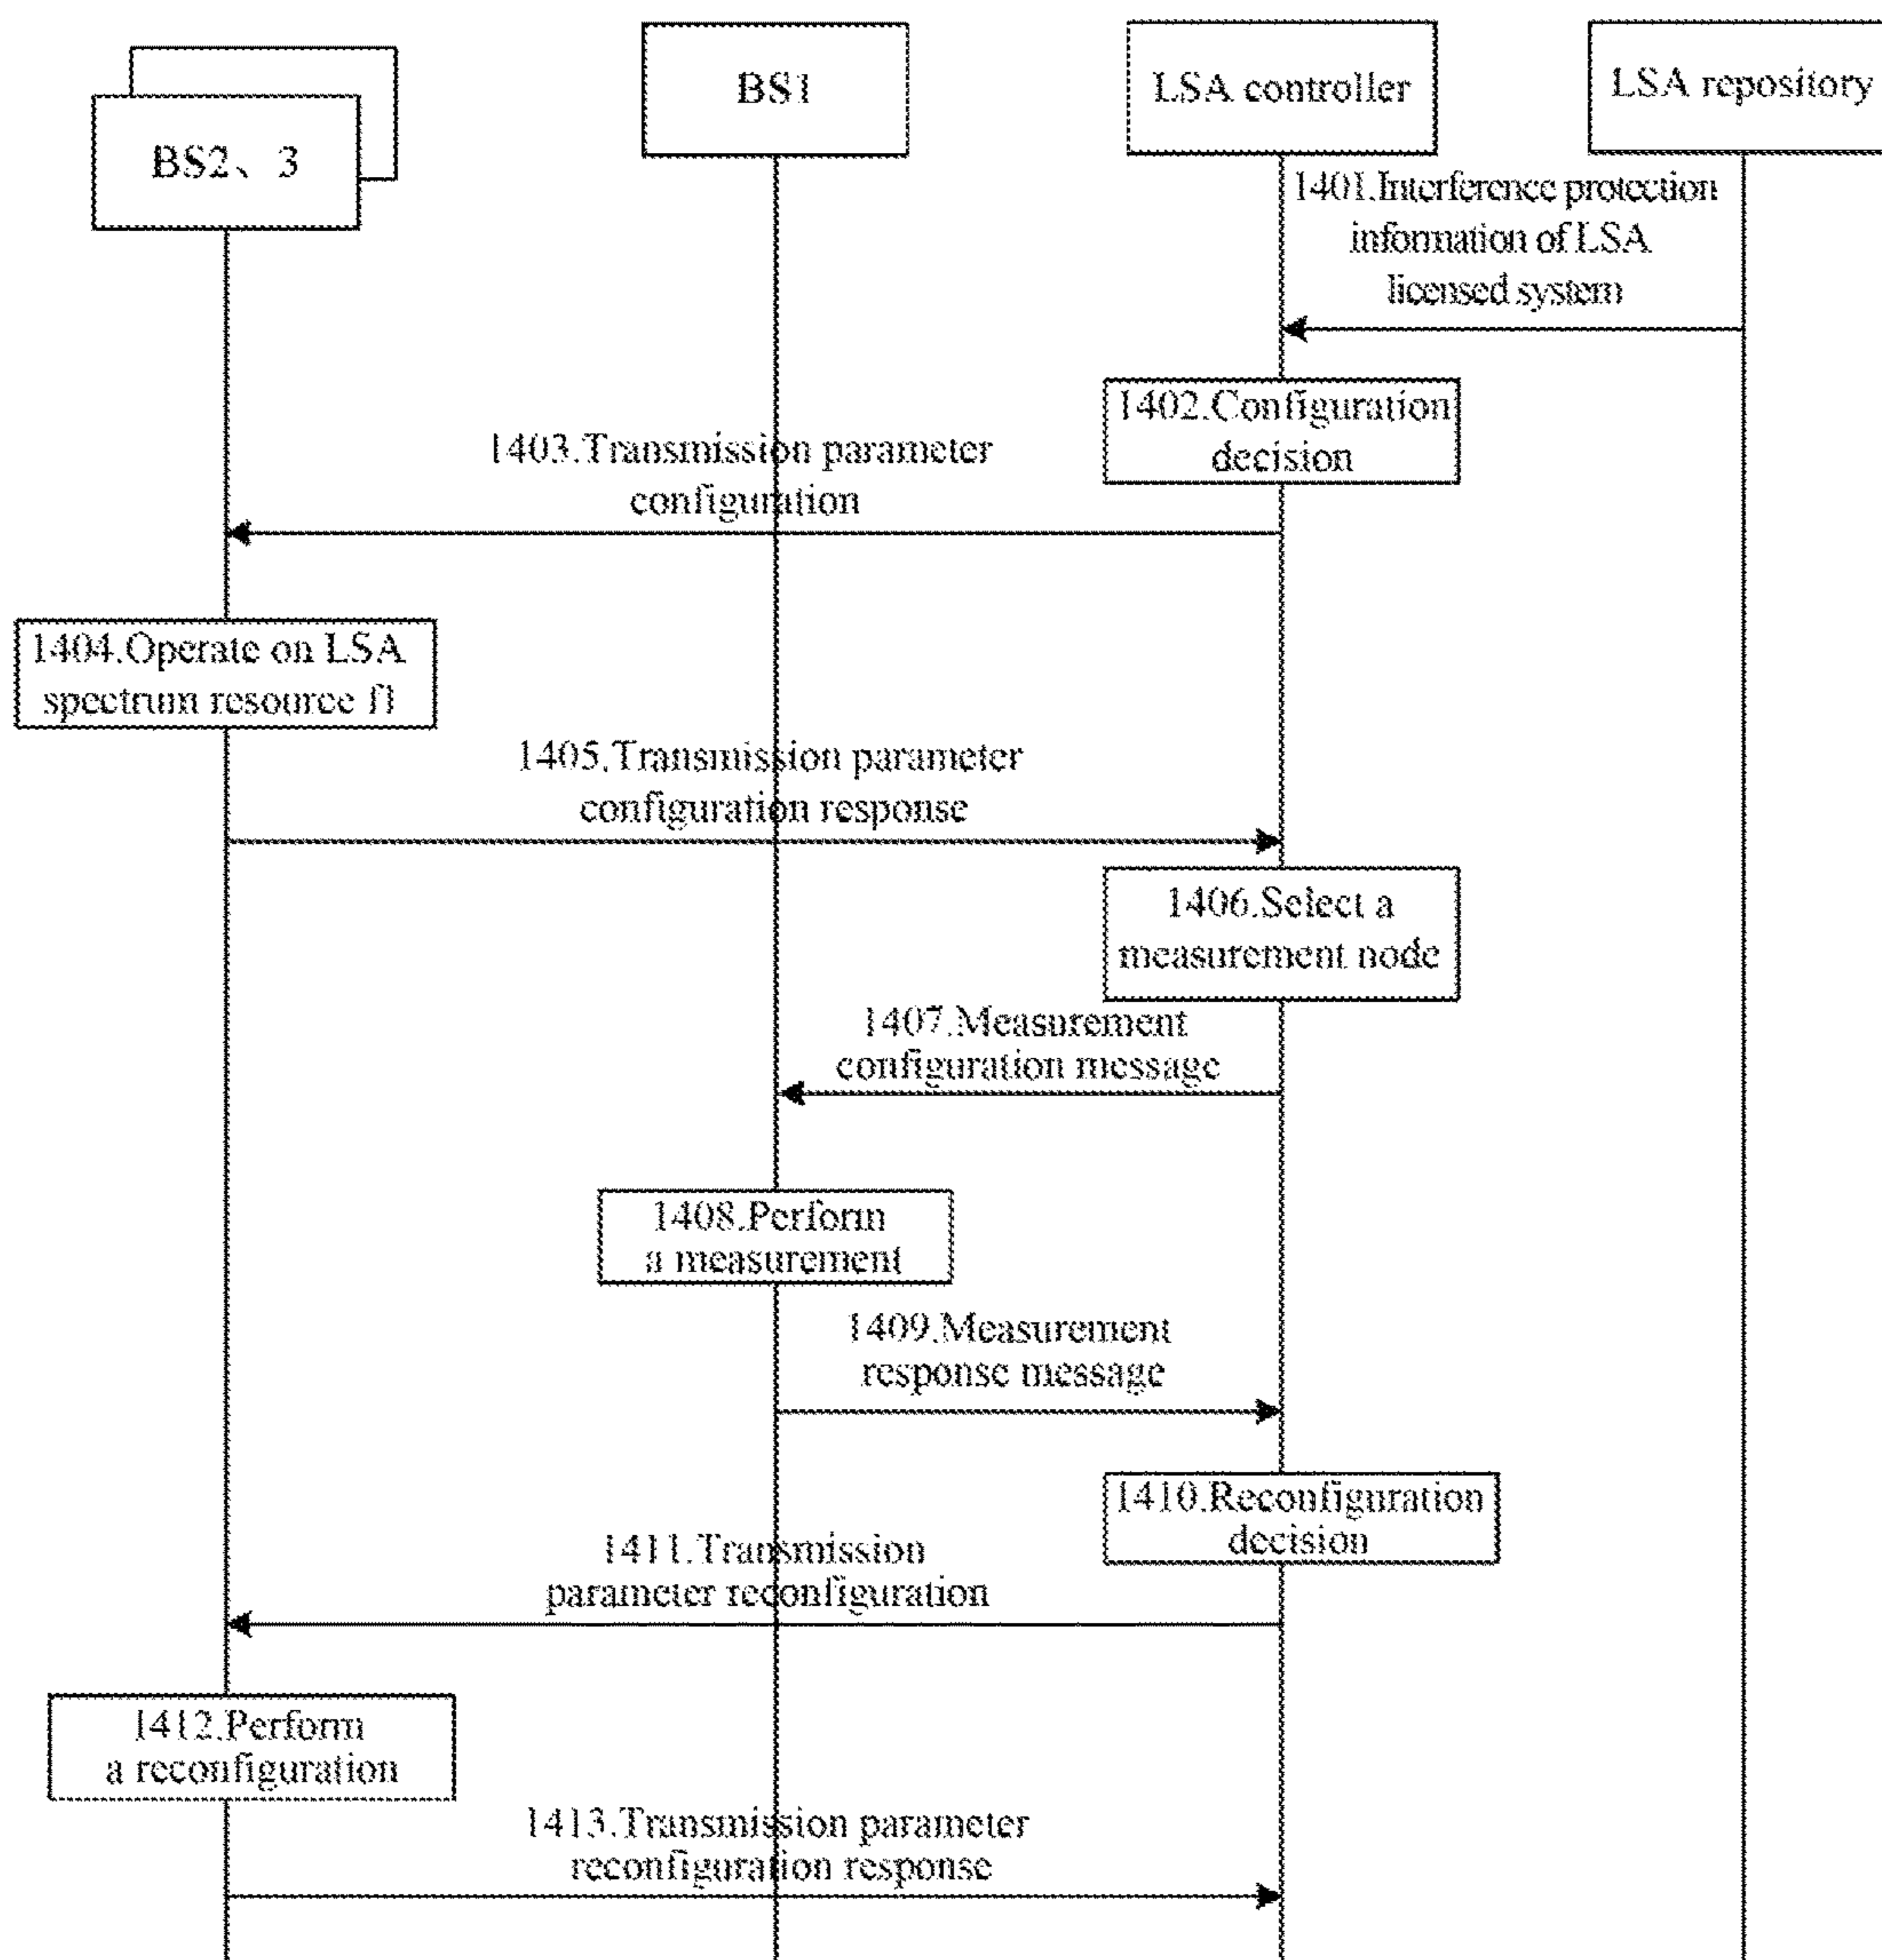 BS2、3
BS1
LSA controller
LSA repository
1401.Interference protection
information of LSA
licensed system
1402.Configuration
decision
1403.Transmission parameter
configuration
1404.Operate on LSA
spectrum resource f1
1405.Transmission parameter
configuration response
1406.Select a
measurement node
1407.Measurement
configuration message
1408.Perform
a measurement
1409.Measurement
response message
1410.Reconfiguration
decision
1411.Transmission
parameter reconfiguration
1412.Perform
a reconfiguration
1413.Transmission parameter
reconfiguration response